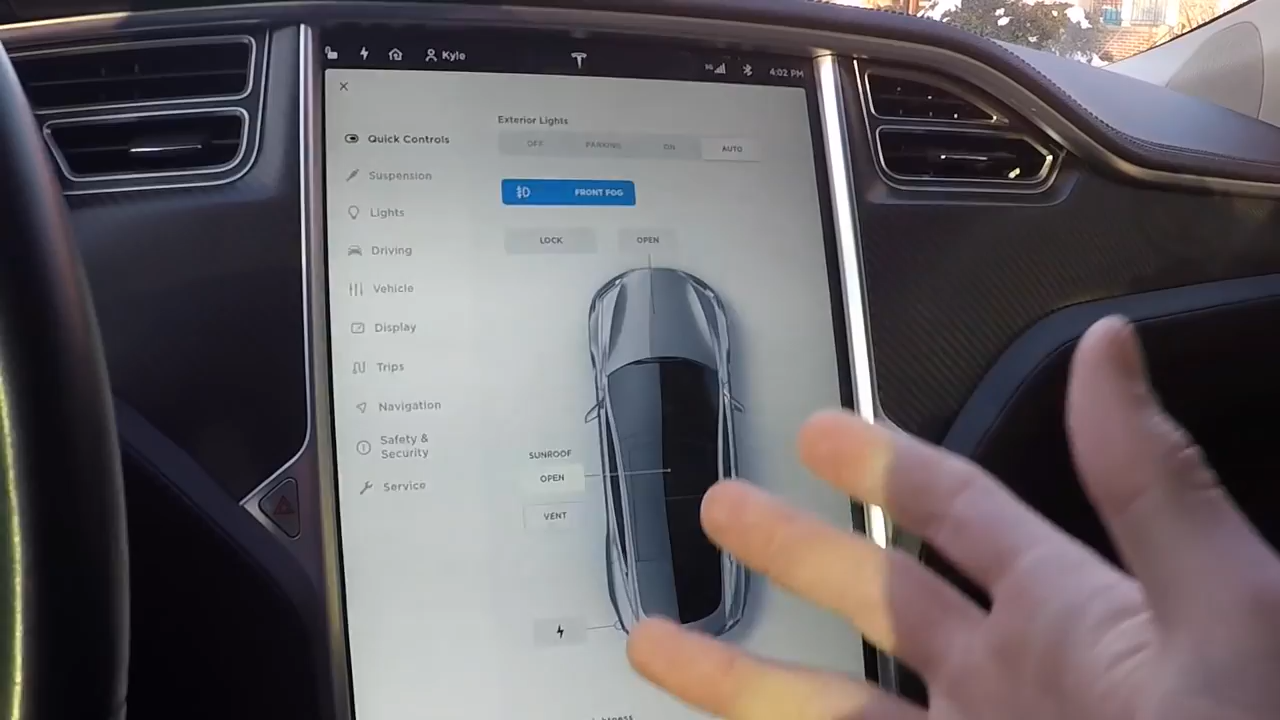 Kyle
4:02 PM
Quick Controls
Suspension
Lights
Driving
Vehicle
Display
Trips
Navigation
Safety &
Security
Service
Exterior Lights
OFF PARKING ON AUTO
FRONT FOG
LOCK OPEN
SUNROOF
OPEN
VENT